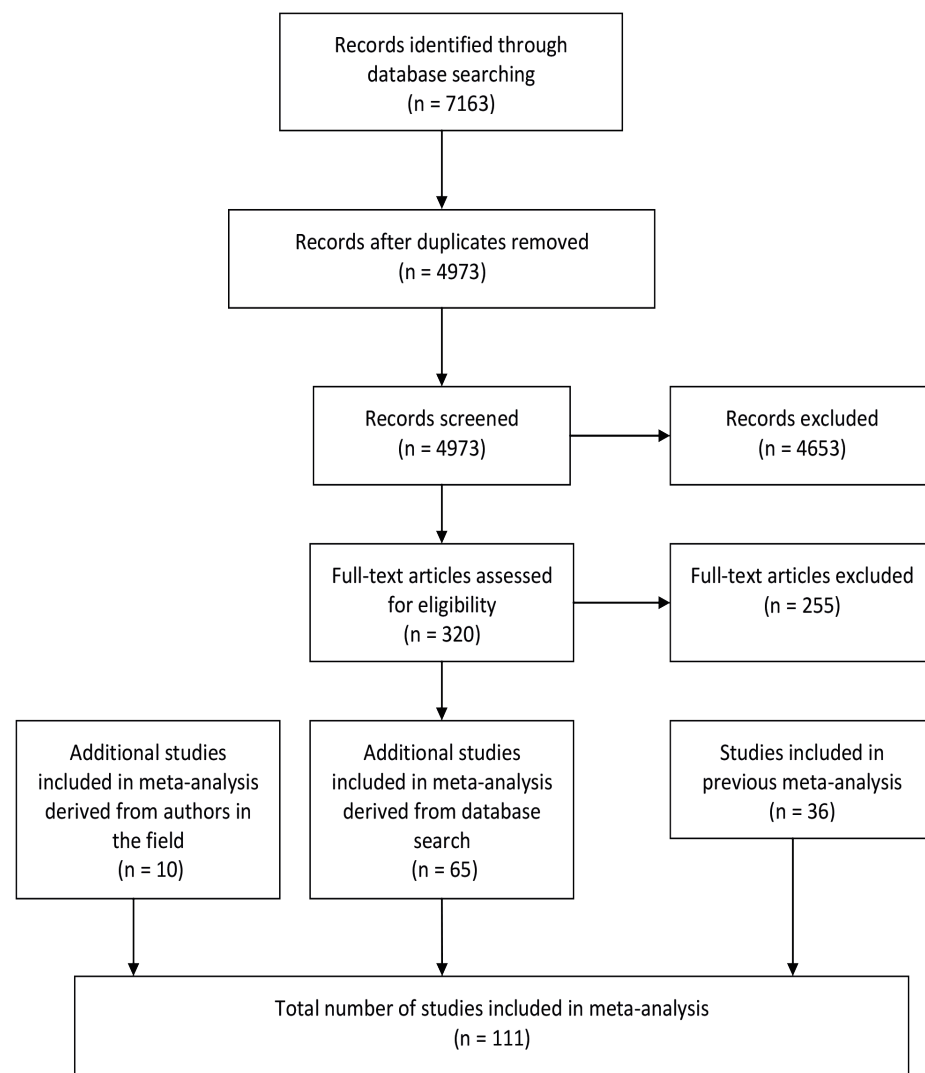 Records identified through
database searching
(n = 7163)
Records after duplicates removed
(n = 4973)
Records screened
(n = 4973)
Records excluded
(n = 4653)
Full-text articles assessed
for eligibility
(n = 320)
Full-text articles excluded
(n = 255)
Additional studies
included in meta-analysis
derived from authors in
the field
(n = 10)
Additional studies
included in meta-analysis
derived from database
search
(n = 65)
Studies included in
previous meta-analysis
(n = 36)
Total number of studies included in meta-analysis
(n = 111)